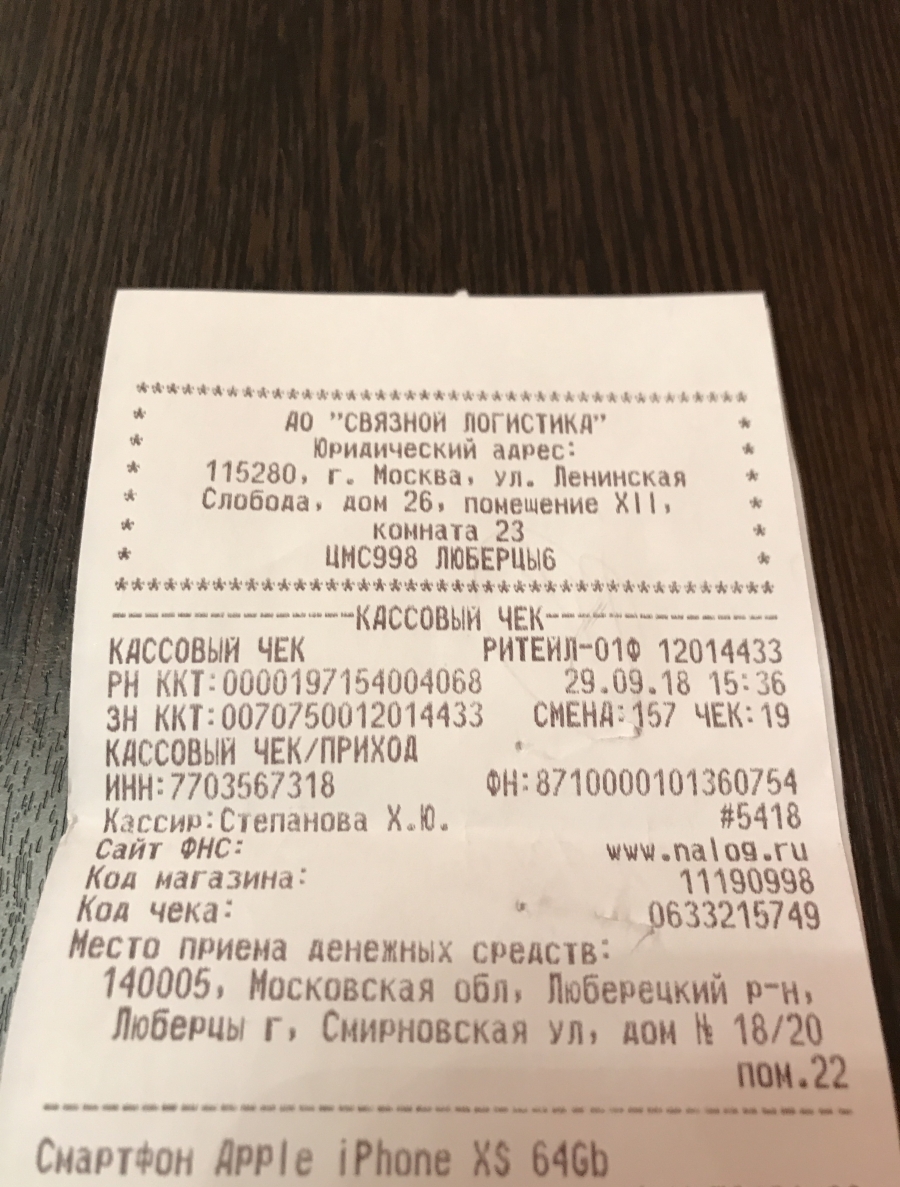 ****************************************
* АО "СВЯЗНОЙ ЛОГИСТИКА" *
* Юридический адрес: *
* 115280, г. Москва, ул. Ленинская *
* Слобода, дом 26, помещение XII, *
* комната 23 *
* ЦМС998 ЛЮБЕРЦЫ6 *
****************************************
---------------КАССОВЫЙ ЧЕК---------------
КАССОВЫЙ ЧЕК РИТЕЙЛ-01Ф 12014433
РН ККТ:0000197154004068 29.09.18 15:36
ЗН ККТ:0070750012014433 СМЕНА:157 ЧЕК:19
КАССОВЫЙ ЧЕК/ПРИХОД
ИНН:7703567318 ФН:8710000101360754
Кассир:Степанова Х.Ю. #5418
Сайт ФНС: www.nalog.ru
Код магазина: 11190998
Код чека: 0633215749
Место приема денежных средств:
140005, Московская обл, Люберецкий р-н,
Люберцы г, Смирновская ул, дом № 18/20
пом.22
------------------------------------------
Смартфон Apple iPhone XS 64Gb